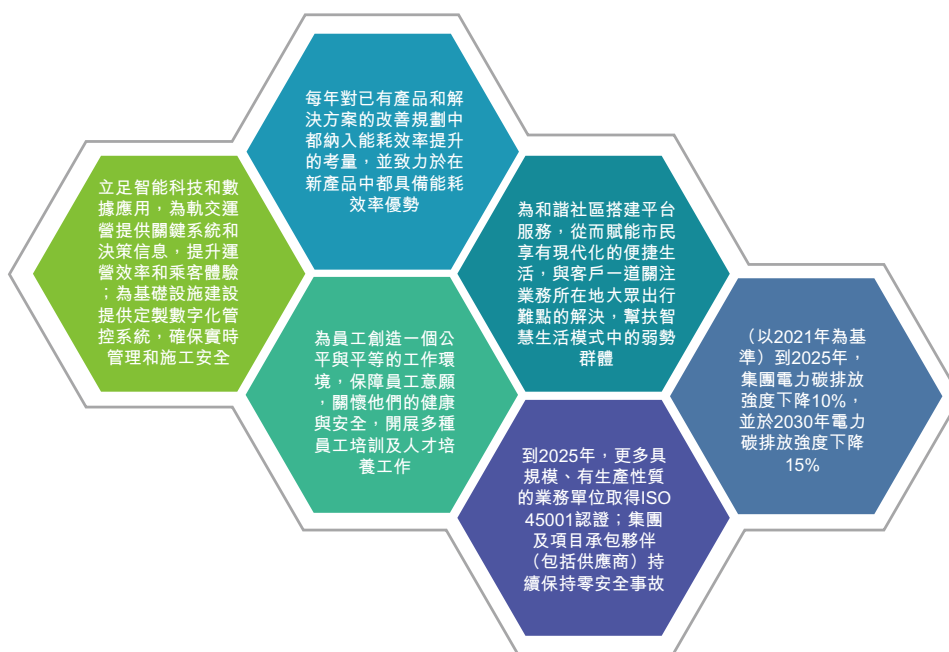 每年對已有產品和解
決方案的改善規劃中
都納入能耗效率提升
的考量，並致力於在
新產品中都具備能耗
效率優勢
立足智能科技和數
據應用，為軌交運
營提供關鍵系統和
決策信息，提升運
營效率和乘客體驗
；為基礎設施建設
提供定製數字化管
控系統，確保實時
管理和施工安全
為和諧社區搭建平台
服務，從而賦能市民
享有現代化的便捷生
活，與客戶一道關注
業務所在地大眾出行
難點的解決，幫扶智
慧生活模式中的弱勢
群體
為員工創造一個公
平與平等的工作環
境，保障員工意願
，關懷他們的健康
與安全，開展多種
員工培訓及人才培
養工作
（以2021年為基
準）到2025年，
集團電力碳排放
強度下降10%，
並於2030年電力
碳排放強度下降
15%
到2025年，更多具
規模、有生產性質
的業務單位取得ISO
45001認證；集團
及項目承包夥伴
（包括供應商）持
續保持零安全事故